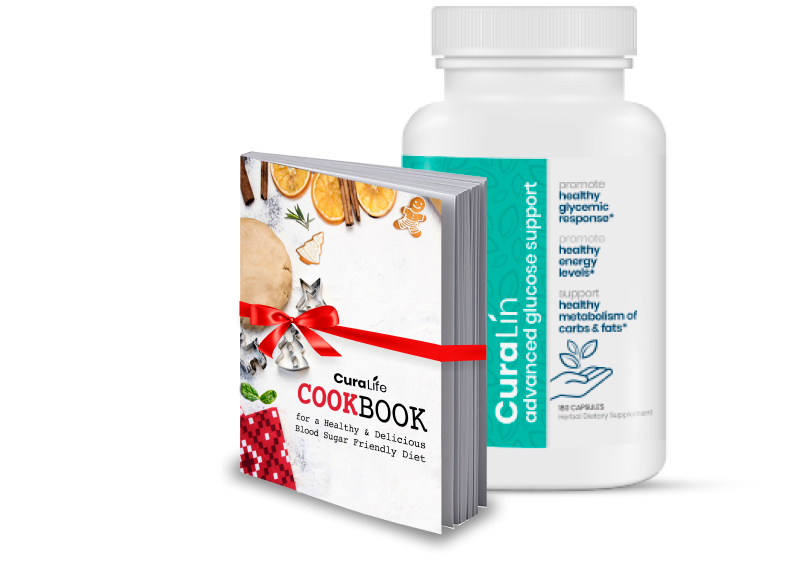 CuraLife
COOKBOOK
for a Healthy & Delicious
Blood Sugar Friendly Diet
CuraLin
advanced glucose support
promote
healthy
glycemic
response*
promote
healthy
energy
levels*
support
healthy
metabolism of
carbs & fats*
180 CAPSULES
Herbal Dietary Supplement